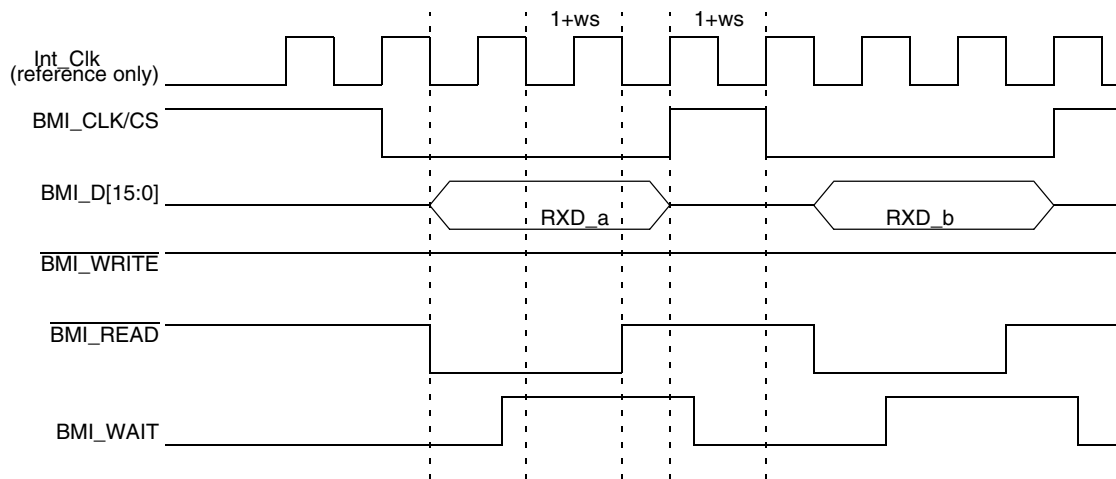 1+ws 1+ws
Int_Clk
(reference only)
BMI_CLK/CS
BMI_D[15:0]
RXD_a RXD_b
BMI_WRITE
BMI_READ
BMI_WAIT